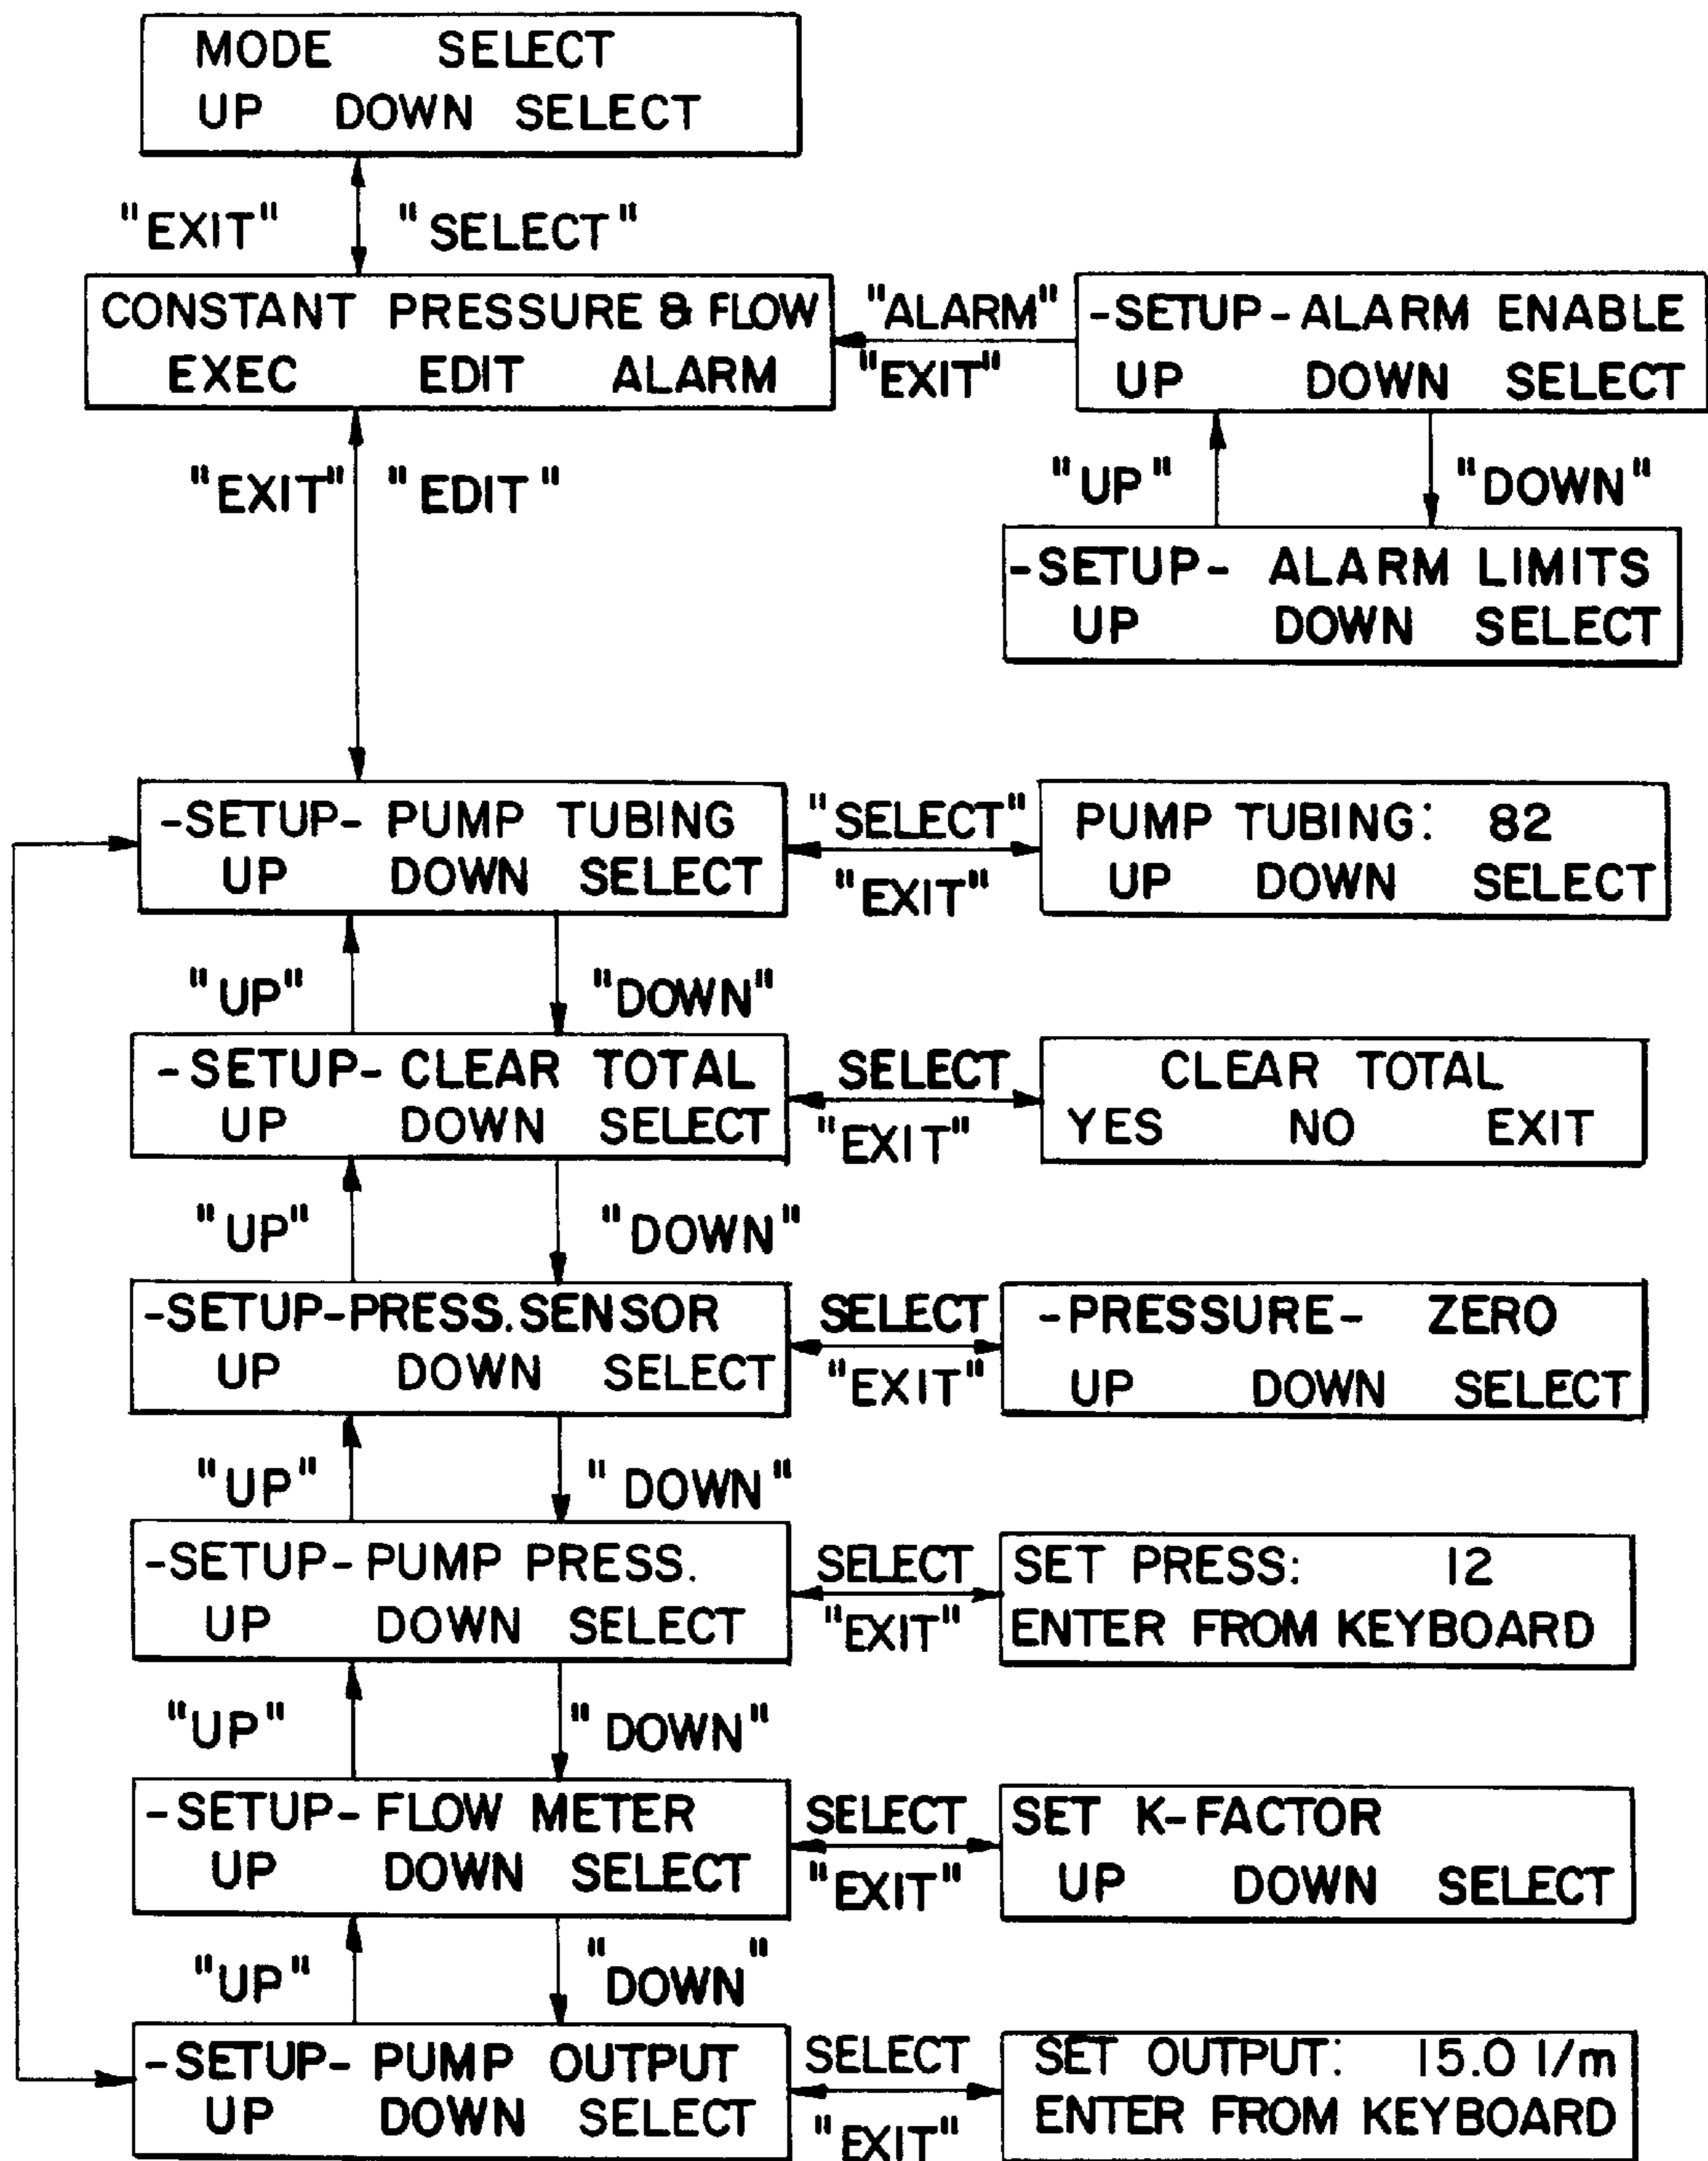 MODE SELECT
UP DOWN SELECT
"EXIT" "SELECT"
CONSTANT PRESSURE & FLOW
EXEC EDIT ALARM
"ALARM"
"EXIT"
-SETUP-ALARM ENABLE
UP DOWN SELECT
"UP" "DOWN"
-SETUP- ALARM LIMITS
UP DOWN SELECT
"EXIT" "EDIT"
-SETUP- PUMP TUBING
UP DOWN SELECT
"SELECT"
"EXIT"
PUMP TUBING: 82
UP DOWN SELECT
"UP" "DOWN"
-SETUP- CLEAR TOTAL
UP DOWN SELECT
SELECT
"EXIT"
CLEAR TOTAL
YES NO EXIT
"UP" "DOWN"
-SETUP-PRESS.SENSOR
UP DOWN SELECT
SELECT
"EXIT"
-PRESSURE- ZERO
UP DOWN SELECT
"UP" "DOWN"
-SETUP-PUMP PRESS.
UP DOWN SELECT
SELECT
"EXIT"
SET PRESS: 12
ENTER FROM KEYBOARD
"UP" "DOWN"
-SETUP- FLOW METER
UP DOWN SELECT
SELECT
"EXIT"
SET K-FACTOR
UP DOWN SELECT
"UP" "DOWN"
-SETUP- PUMP OUTPUT
UP DOWN SELECT
SELECT
"EXIT"
SET OUTPUT: 15.0 l/m
ENTER FROM KEYBOARD